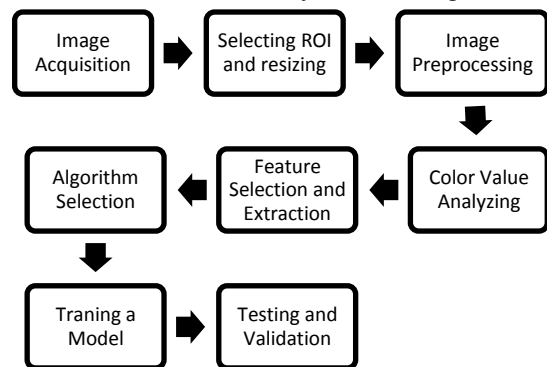 Image
Acquisition
Selecting ROI
and resizing
Image
Preprocessing
Color Value
Analyzing
Feature
Selection and
Extraction
Algorithm
Selection
Traning a
Model
Testing and
Validation